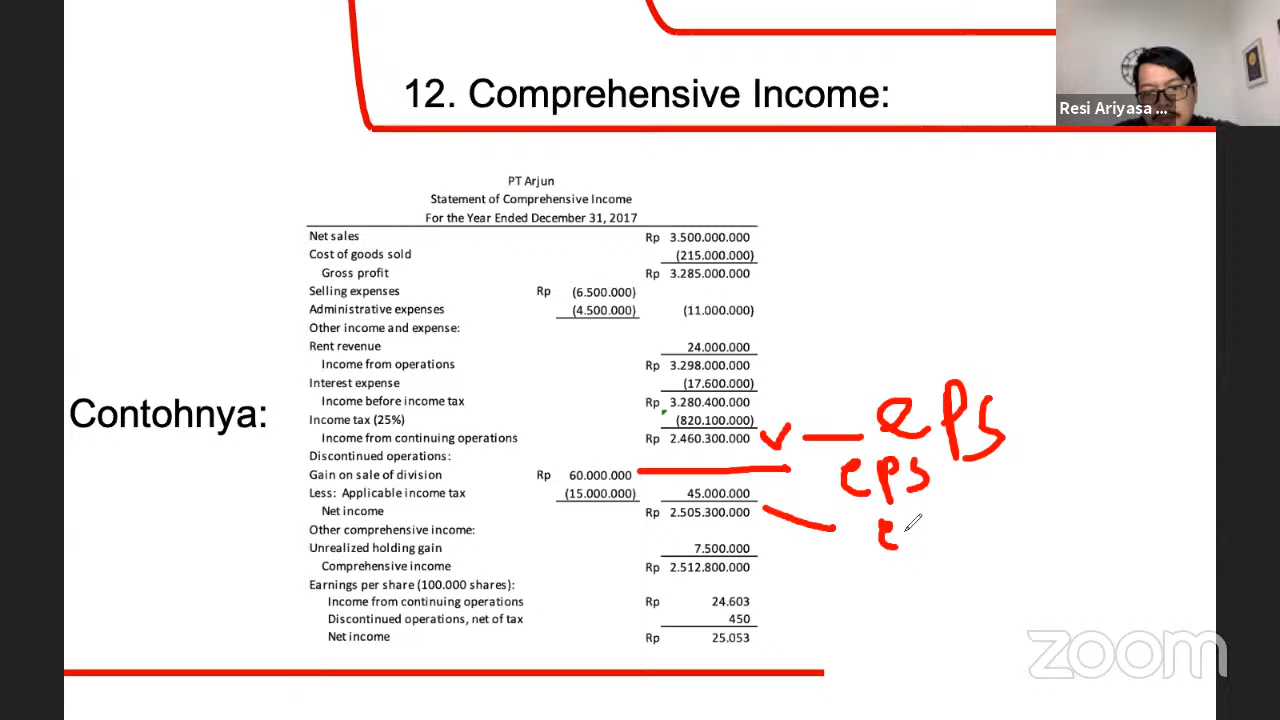 12. Comprehensive Income:
Resi Ariyasa ...
PT Arjun
Statement of Comprehensive Income
For the Year Ended December 31, 2017
Net sales Rp 3.500.000.000
Cost of goods sold (215.000.000)
Gross profit Rp 3.285.000.000
Selling expenses Rp (6.500.000)
Administrative expenses (4.500.000) (11.000.000)
Other income and expense:
Rent revenue 24.000.000
Income from operations Rp 3.298.000.000
Interest expense (17.600.000)
Income before income tax Rp 3.280.400.000
Income tax (25%) (820.100.000)
Income from continuing operations Rp 2.460.300.000
Discontinued operations:
Gain on sale of division Rp 60.000.000
Less: Applicable income tax (15.000.000) 45.000.000
Net income Rp 2.505.300.000
Other comprehensive income:
Unrealized holding gain 7.500.000
Comprehensive income Rp 2.512.800.000
Earnings per share (100.000 shares):
Income from continuing operations Rp 24.603
Discontinued operations, net of tax 450
Net income Rp 25.053
Contohnya:
eps
eps
e
zoom